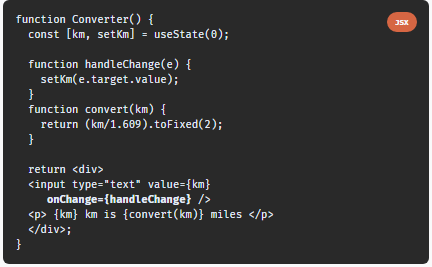 JSX
function Converter() {
  const [km, setKm] = useState(0);

  function handleChange(e) {
    setKm(e.target.value);
  }
  function convert(km) {
    return (km/1.609).toFixed(2);
  }

  return <div>
  <input type="text" value={km}
     onChange={handleChange} />
  <p> {km} km is {convert(km)} miles </p>
  </div>;
}